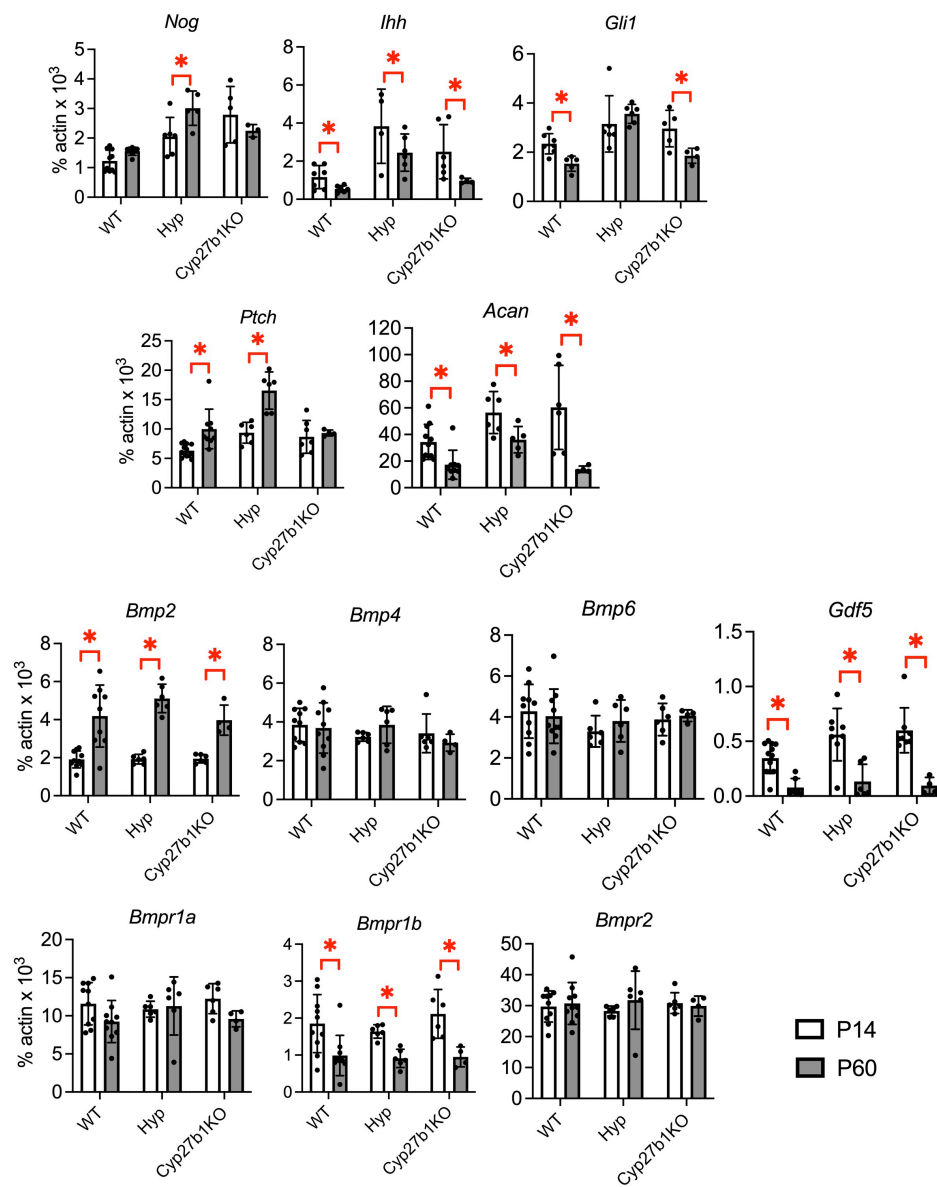 Nog
Ihh
Gli1
% actin x 10³
5
4
3
2
1
0
8
6
4
2
0
6
4
2
0
* * * * * *
WT
Hyp
Cyp27b1KO
WT
Hyp
Cyp27b1KO
WT
Hyp
Cyp27b1KO
Ptch
Acan
% actin x 10³
25
20
15
10
5
0
120
100
80
60
40
20
0
* * * * *
WT
Hyp
Cyp27b1KO
WT
Hyp
Cyp27b1KO
Bmp2
Bmp4
Bmp6
Gdf5
% actin x 10³
8
6
4
2
0
8
6
4
2
0
8
6
4
2
0
1.5
1.0
0.5
0.0
* * * * * *
WT
Hyp
Cyp27b1KO
WT
Hyp
Cyp27b1KO
WT
Hyp
Cyp27b1KO
WT
Hyp
Cyp27b1KO
Bmpr1a
Bmpr1b
Bmpr2
% actin x 10³
20
15
10
5
0
4
3
2
1
0
50
40
30
20
10
0
* * *
WT
Hyp
Cyp27b1KO
WT
Hyp
Cyp27b1KO
WT
Hyp
Cyp27b1KO
P14
P60